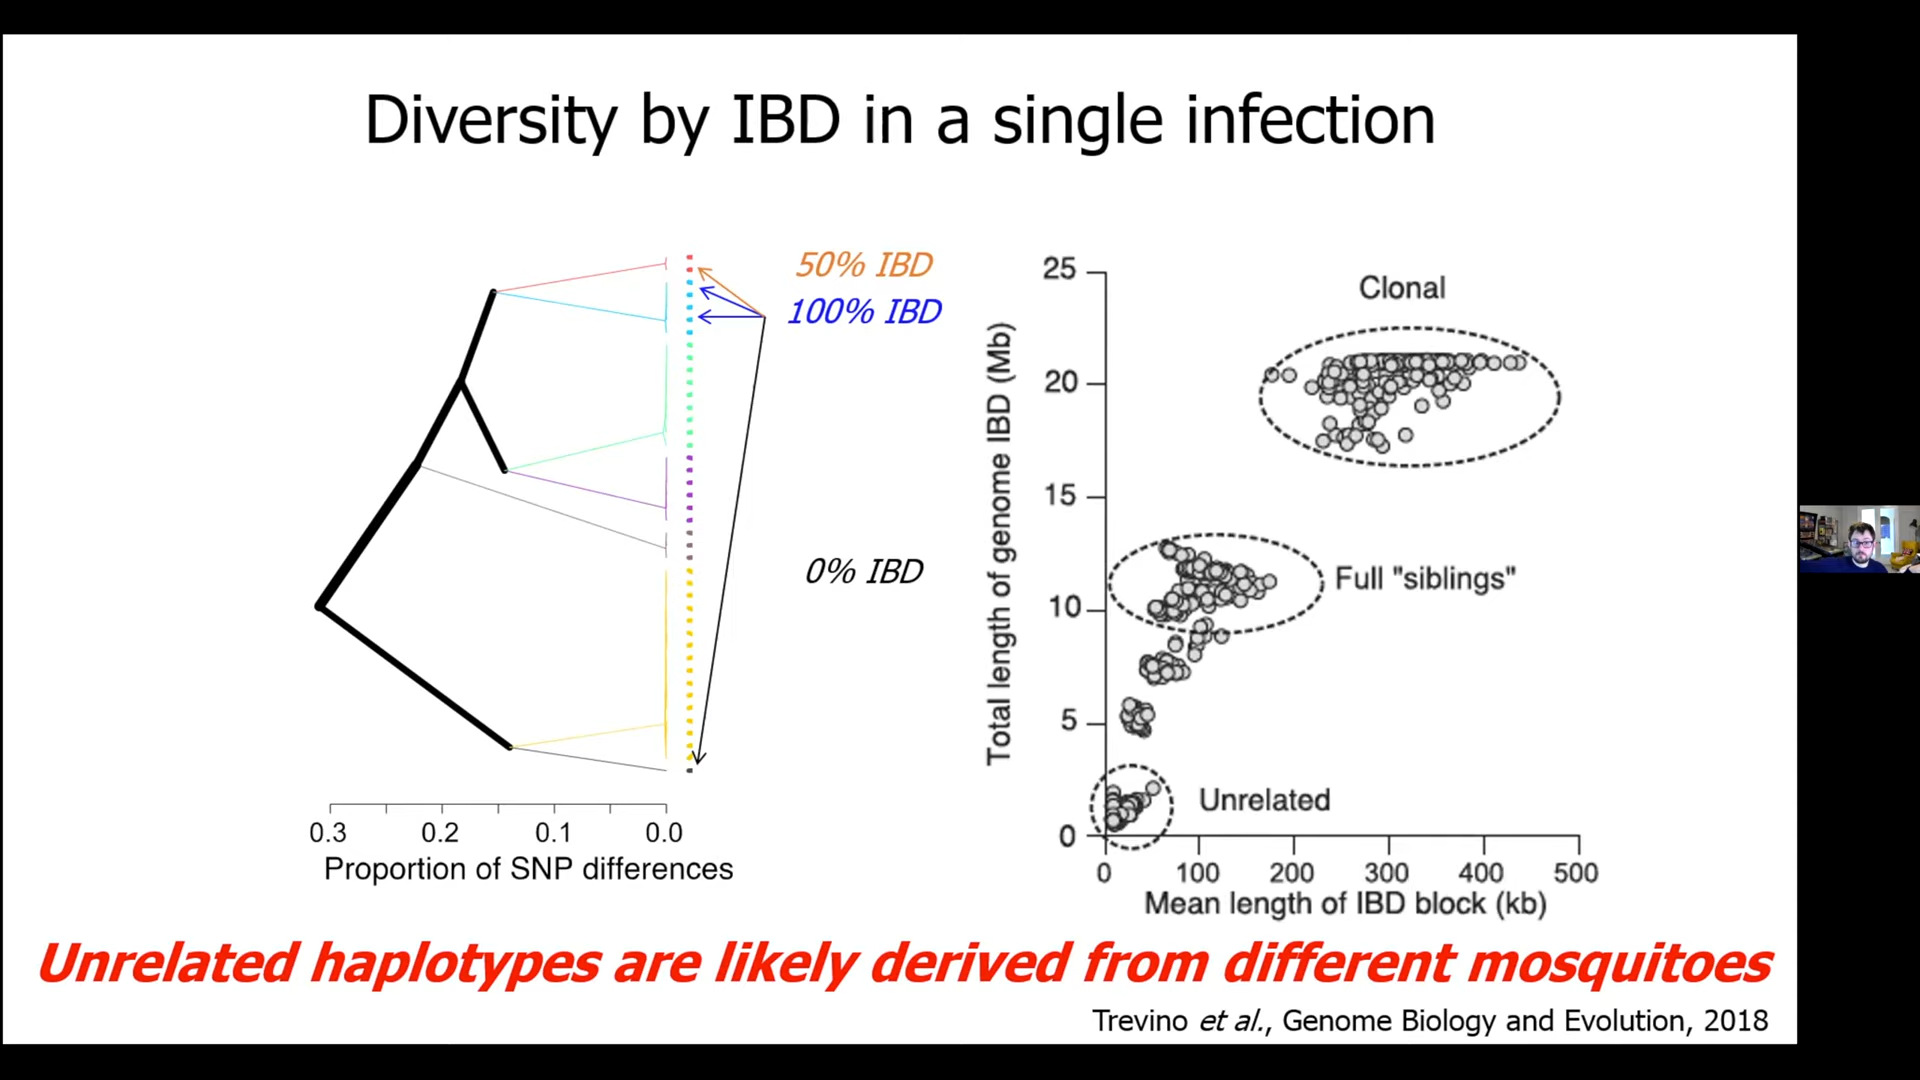 Diversity by IBD in a single infection
50% IBD
100% IBD
0% IBD
0.3 0.2 0.1 0.0
Proportion of SNP differences
Total length of genome IBD (Mb)
25
20
15
10
5
0
Clonal
Full "siblings"
Unrelated
0 100 200 300 400 500
Mean length of IBD block (kb)
Unrelated haplotypes are likely derived from different mosquitoes
Trevino et al., Genome Biology and Evolution, 2018